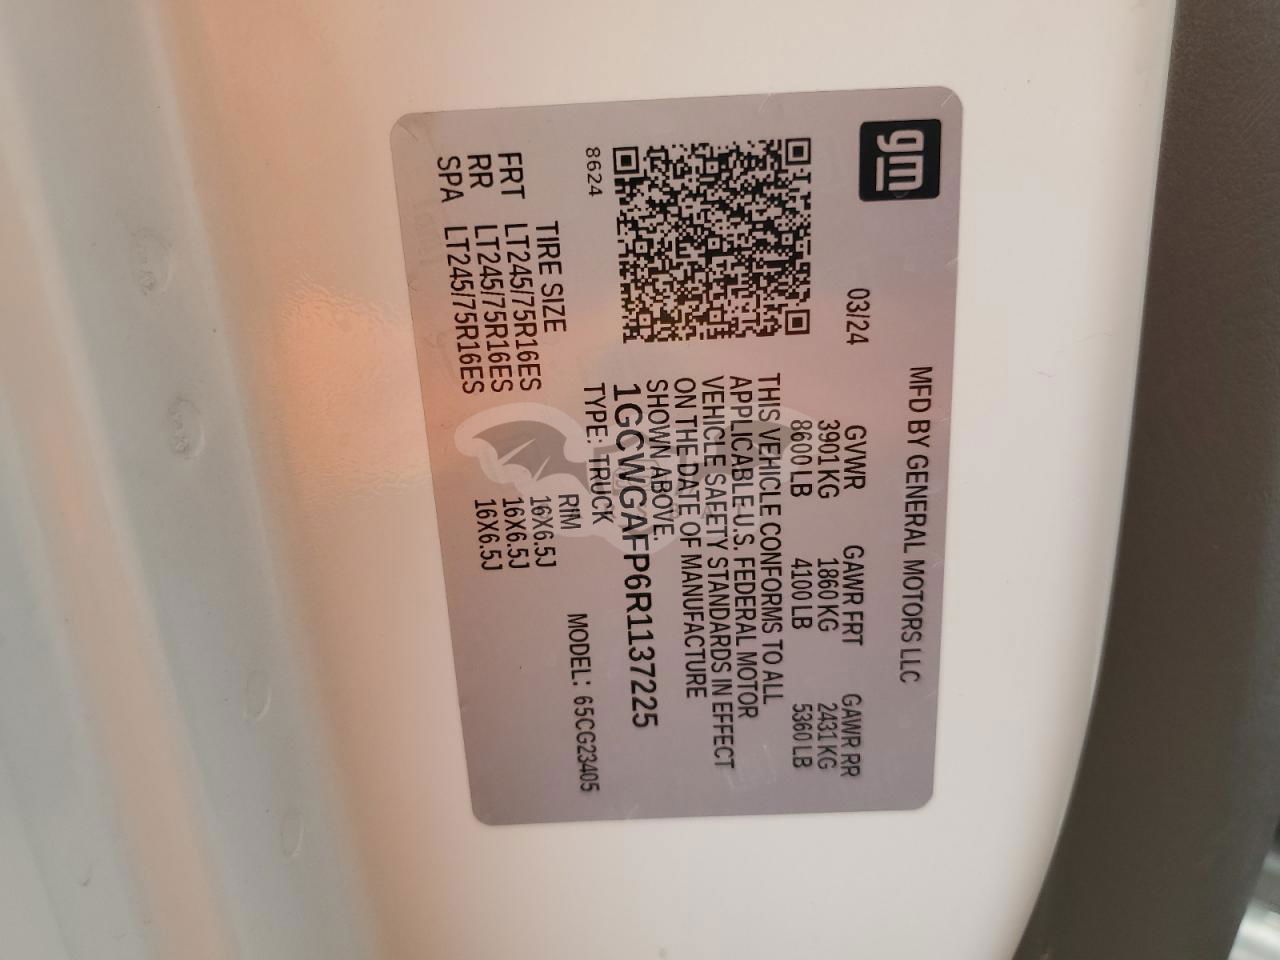 gm
MFD BY GENERAL MOTORS LLC
03/24
GVWR GAWR FRT GAWR RR
3901 KG 1860 KG 2431 KG
8600 LB 4100 LB 5360 LB
THIS VEHICLE CONFORMS TO ALL
APPLICABLE U.S. FEDERAL MOTOR
VEHICLE SAFETY STANDARDS IN EFFECT
ON THE DATE OF MANUFACTURE
SHOWN ABOVE.
1GCWGAFP6R1137225
8624
TYPE: TRUCK MODEL: 65CG23405
TIRE SIZE RIM
FRT LT245/75R16ES 16X6.5J
RR LT245/75R16ES 16X6.5J
SPA LT245/75R16ES 16X6.5J